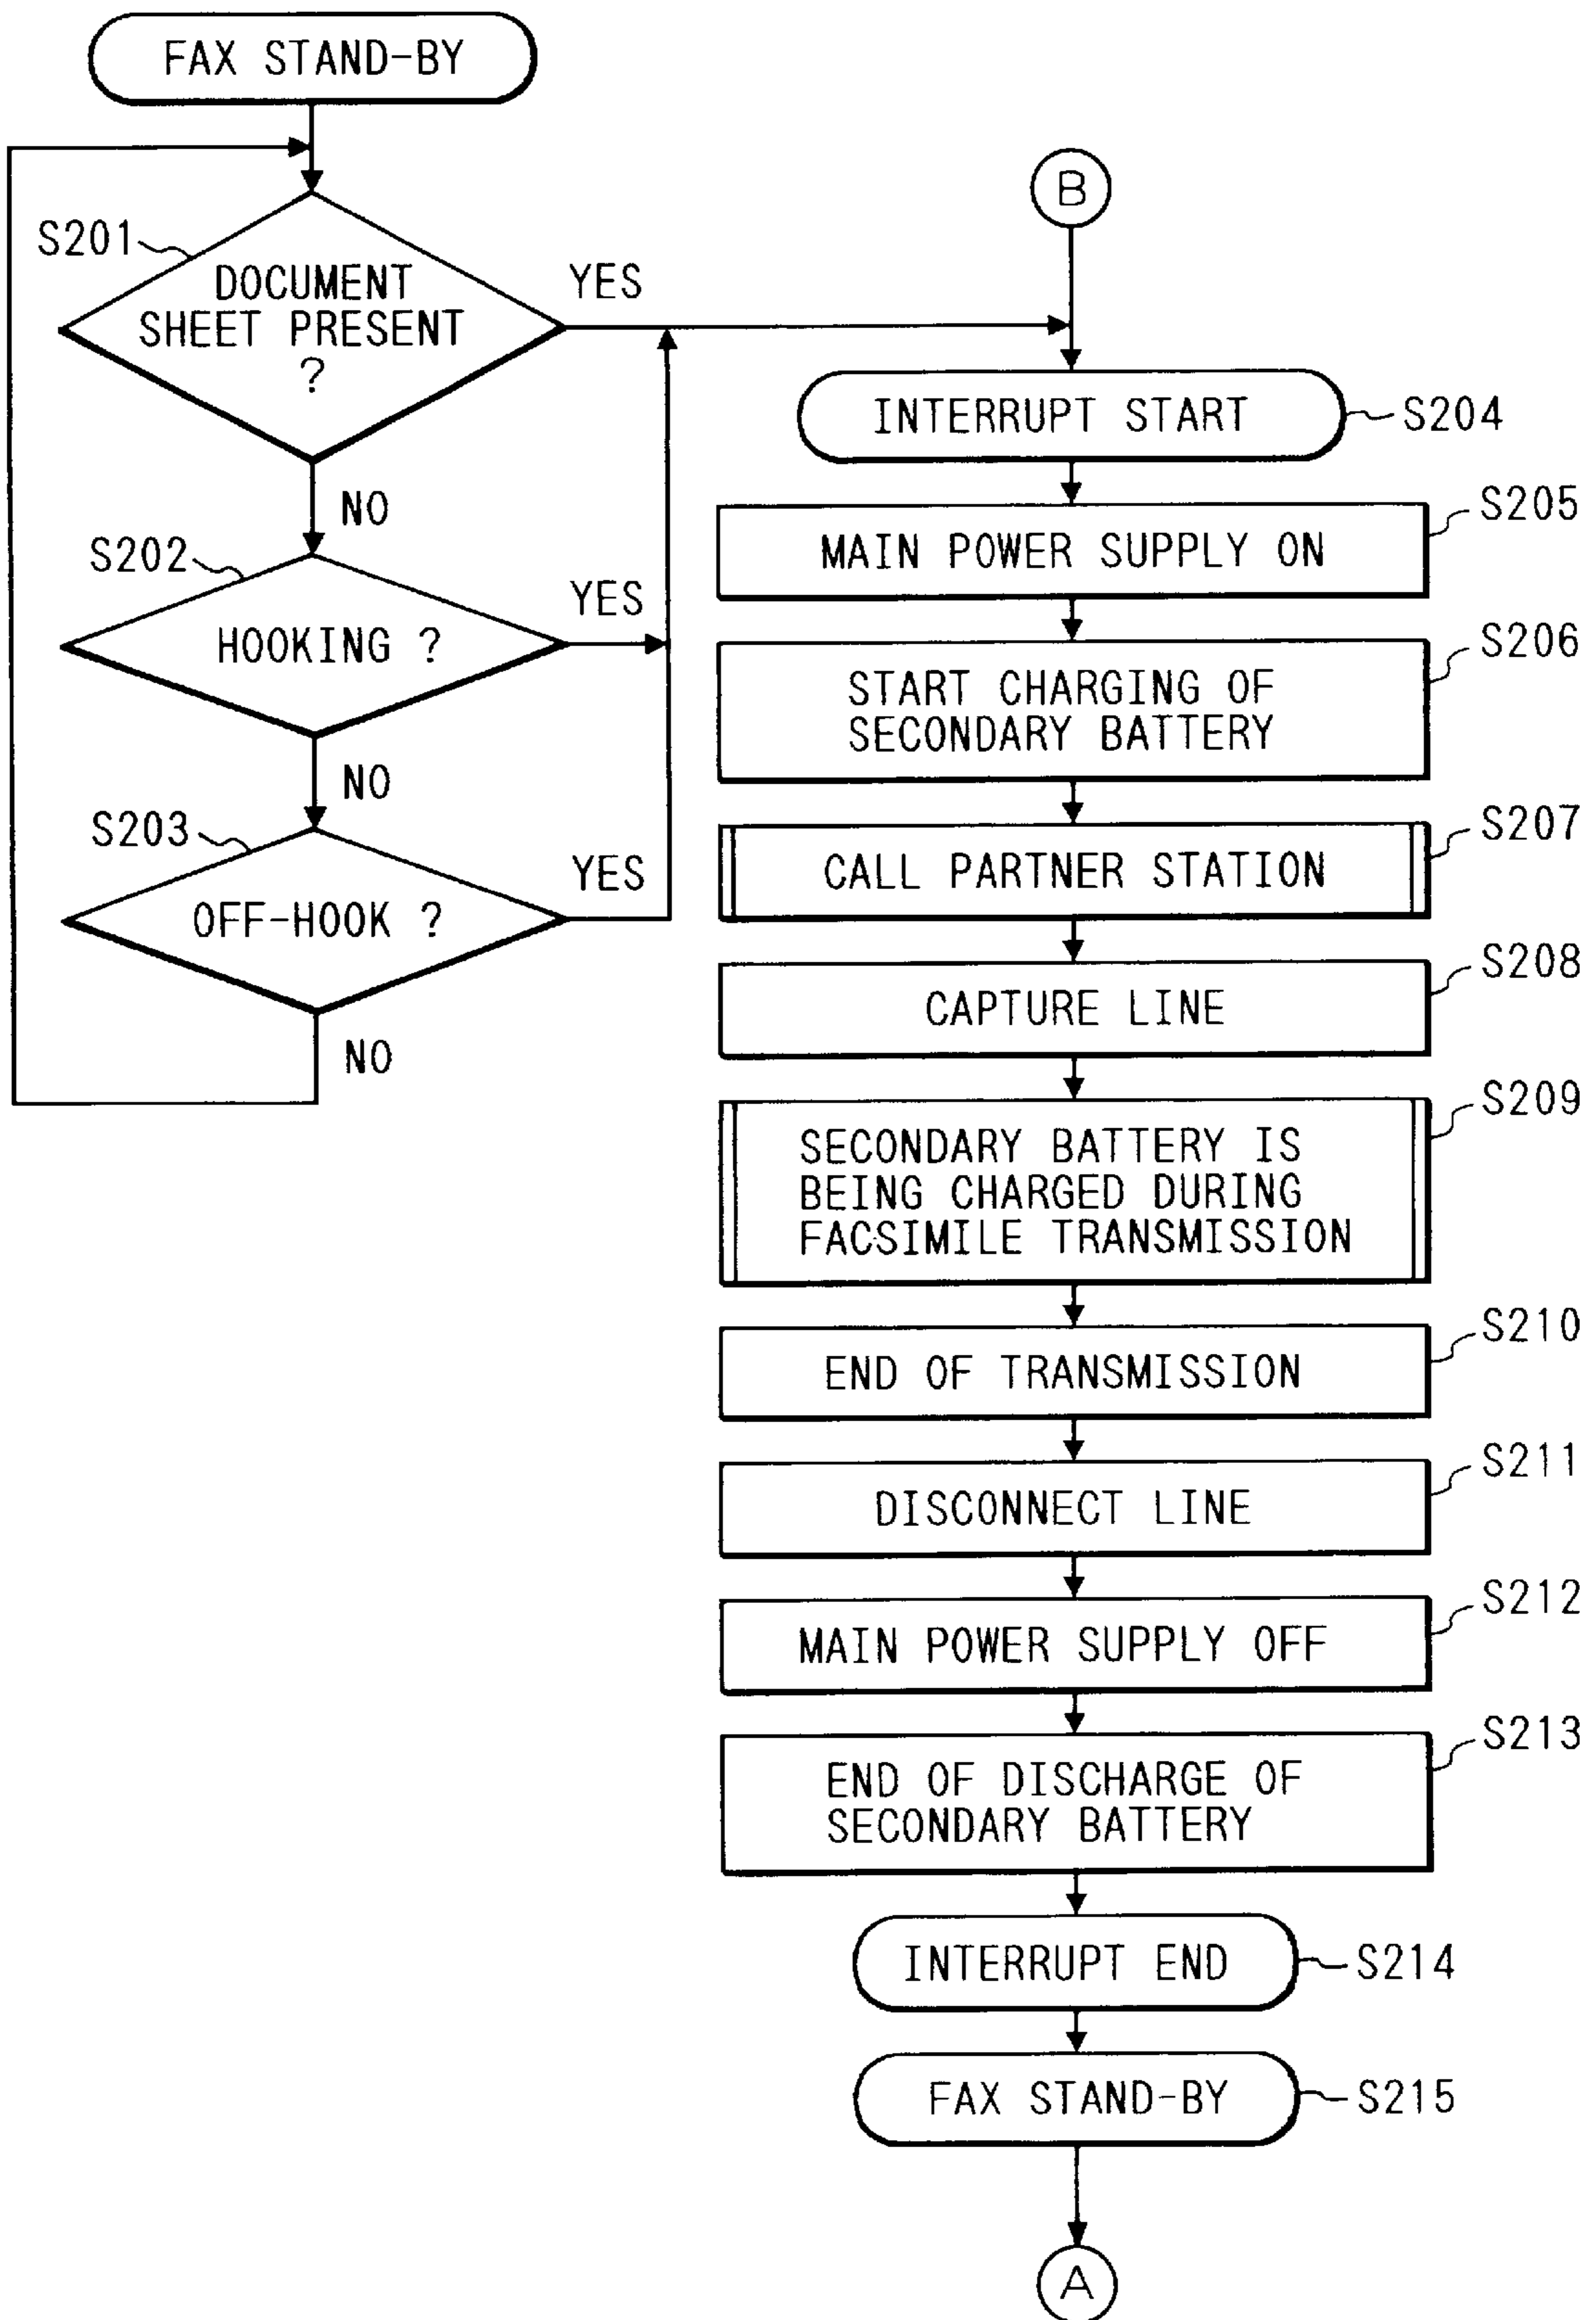 FAX STAND-BY
S201
DOCUMENT
SHEET PRESENT
?
YES
NO
S202
HOOKING ?
YES
NO
S203
OFF-HOOK ?
YES
NO
B
INTERRUPT START
S204
MAIN POWER SUPPLY ON
S205
START CHARGING OF
SECONDARY BATTERY
S206
CALL PARTNER STATION
S207
CAPTURE LINE
S208
SECONDARY BATTERY IS
BEING CHARGED DURING
FACSIMILE TRANSMISSION
S209
END OF TRANSMISSION
S210
DISCONNECT LINE
S211
MAIN POWER SUPPLY OFF
S212
END OF DISCHARGE OF
SECONDARY BATTERY
S213
INTERRUPT END
S214
FAX STAND-BY
S215
A